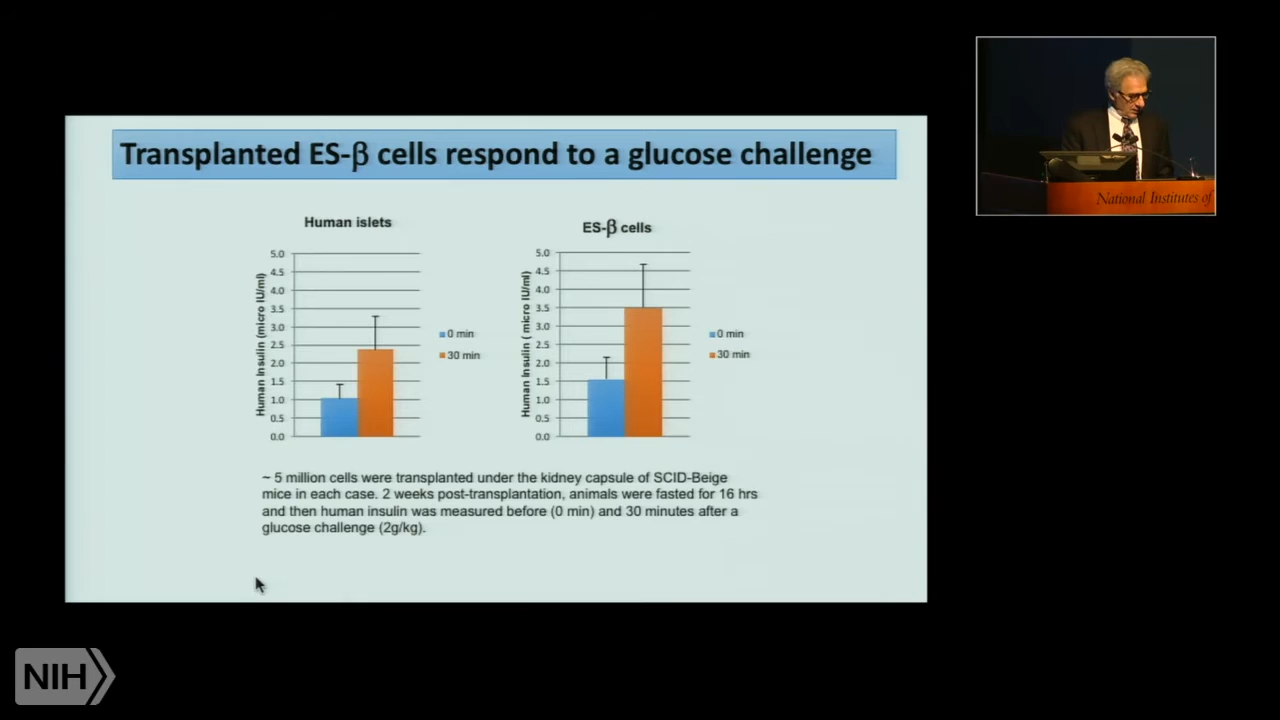 Transplanted ES-β cells respond to a glucose challenge
Human islets
5.0
4.5
4.0
3.5
3.0
2.5
2.0
1.5
1.0
0.5
0.0
Human Insulin (micro IU/ml)
0 min
30 min
ES-β cells
5.0
4.5
4.0
3.5
3.0
2.5
2.0
1.5
1.0
0.5
0.0
Human Insulin ( micro IU/ml)
0 min
30 min
~ 5 million cells were transplanted under the kidney capsule of SCID-Beige
mice in each case. 2 weeks post-transplantation, animals were fasted for 16 hrs
and then human insulin was measured before (0 min) and 30 minutes after a
glucose challenge (2g/kg).
National Institutes of
NIH